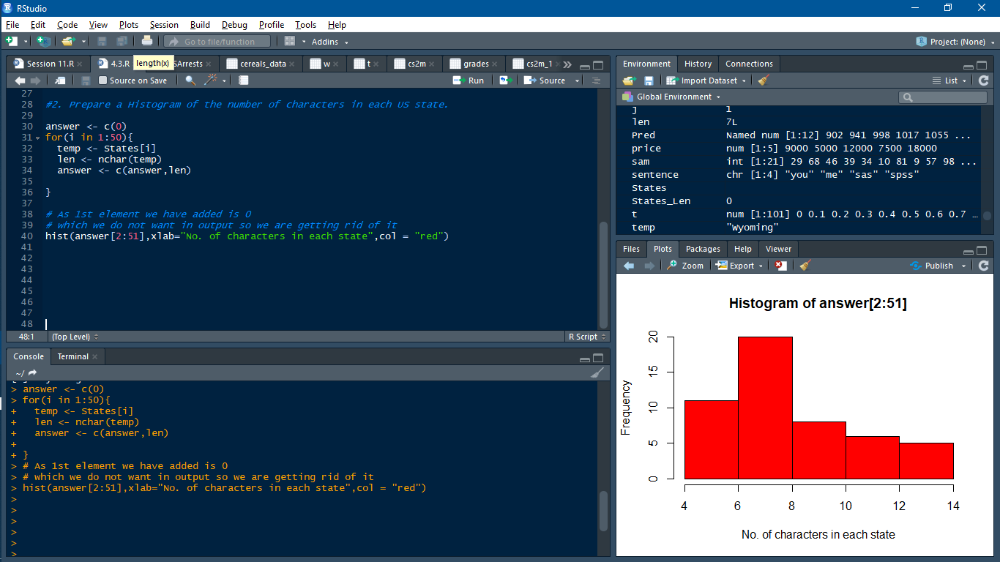 RStudio
File Edit Code View Plots Session Build Debug Profile Tools Help
Go to file/function Addins Project: (None)
Session 11.R 4.3.R length(x) SArrests cereals_data w t cs2m grades cs2m_1
Source on Save Run Source
27
28 #2. Prepare a Histogram of the number of characters in each US state.
29
30 answer <- c(0)
31 for(i in 1:50){
32 temp <- States[i]
33 len <- nchar(temp)
34 answer <- c(answer,len)
35
36 }
37
38 # As 1st element we have added is 0
39 # which we do not want in output so we are getting rid of it
40 hist(answer[2:51],xlab="No. of characters in each state",col = "red")
41
42
43
44
45
46
47
48
48:1 (Top Level) R Script
Console Terminal
~/
> answer <- c(0)
> for(i in 1:50){
+ temp <- States[i]
+ len <- nchar(temp)
+ answer <- c(answer,len)
+
+ }
> # As 1st element we have added is 0
> # which we do not want in output so we are getting rid of it
> hist(answer[2:51],xlab="No. of characters in each state",col = "red")
>
>
>
>
>
>
Environment History Connections
Import Dataset List
Global Environment
j 1
len 7L
Pred Named num [1:12] 902 941 998 1017 1055 ...
price num [1:5] 9000 5000 12000 7500 18000
sam int [1:21] 29 68 46 39 34 10 81 9 57 98 ...
sentence chr [1:4] "you" "me" "sas" "spss"
States
States_Len 0
t num [1:101] 0 0.1 0.2 0.3 0.4 0.5 0.6 0.7 …
temp "Wyoming"
Files Plots Packages Help Viewer
Zoom Export Publish
Histogram of answer[2:51]
Frequency
20
15
10
5
0
4 6 8 10 12 14
No. of characters in each state